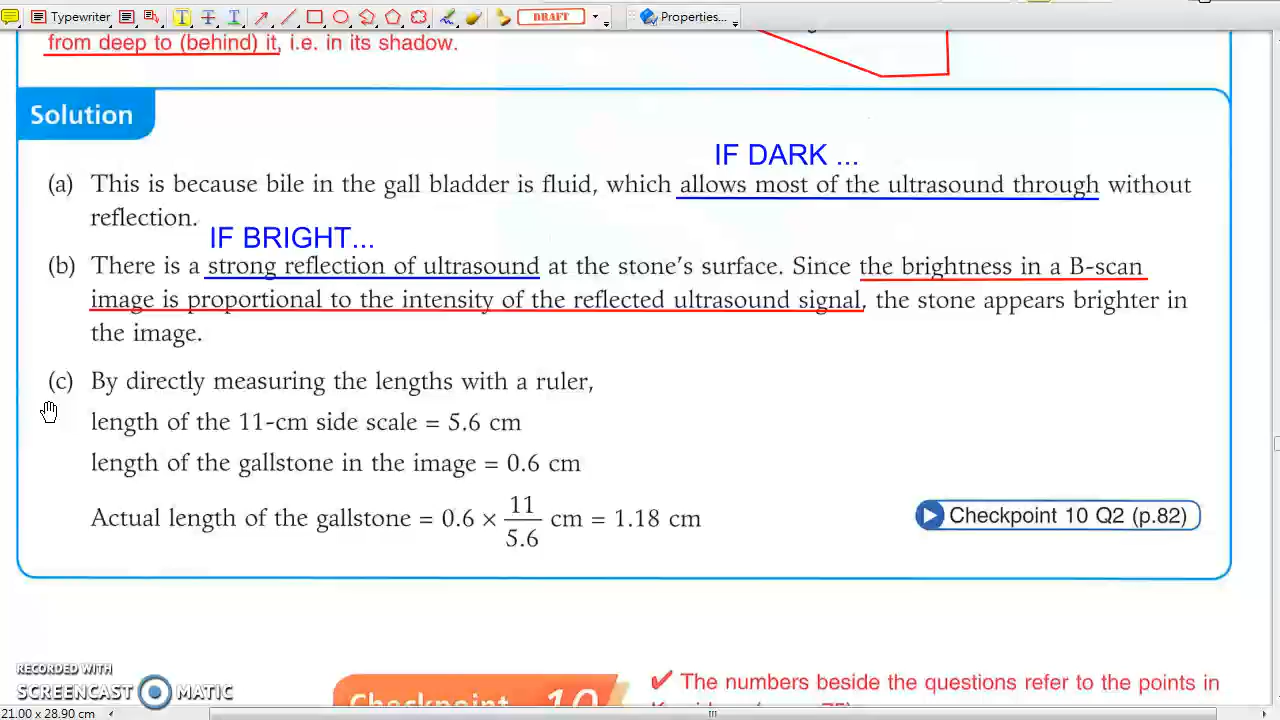 Typewriter
T T T
DRAFT
Properties...
from deep to (behind) it, i.e. in its shadow.
Solution
IF DARK ...
(a) This is because bile in the gall bladder is fluid, which allows most of the ultrasound through without
reflection.
IF BRIGHT...
(b) There is a strong reflection of ultrasound at the stone's surface. Since the brightness in a B-scan
image is proportional to the intensity of the reflected ultrasound signal, the stone appears brighter in
the image.
(c) By directly measuring the lengths with a ruler,
length of the 11-cm side scale = 5.6 cm
length of the gallstone in the image = 0.6 cm
Actual length of the gallstone = 0.6 × 11/5.6 cm = 1.18 cm
Checkpoint 10 Q2 (p.82)
RECORDED WITH
SCREENCAST MATIC
Checkpoint 10
✔ The numbers beside the questions refer to the points in
21.00 x 28.90 cm